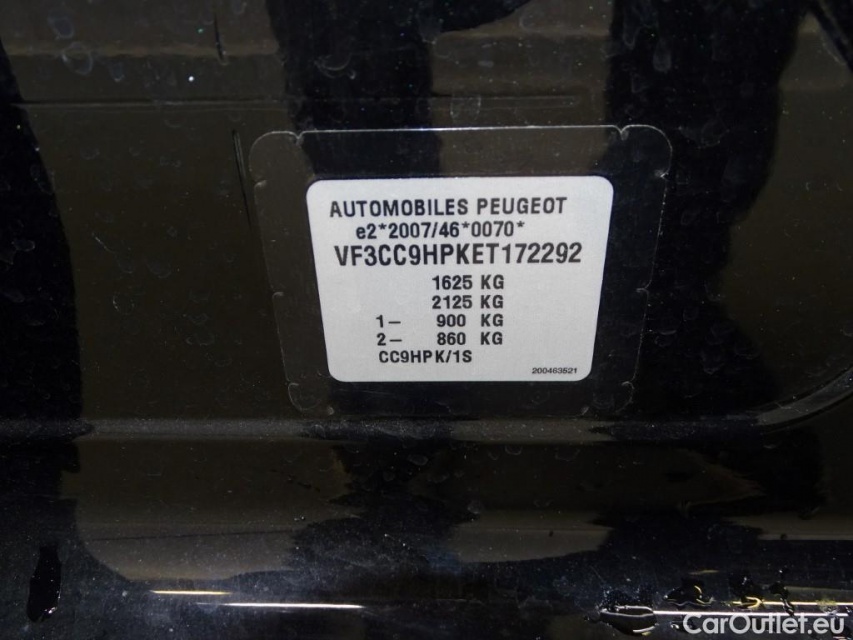 AUTOMOBILES PEUGEOT
e2*2007/46*0070*
VF3CC9HPKET172292
1625 KG
2125 KG
1- 900 KG
2- 860 KG
CC9HPK/1S
200463521
CarOutlet.eu